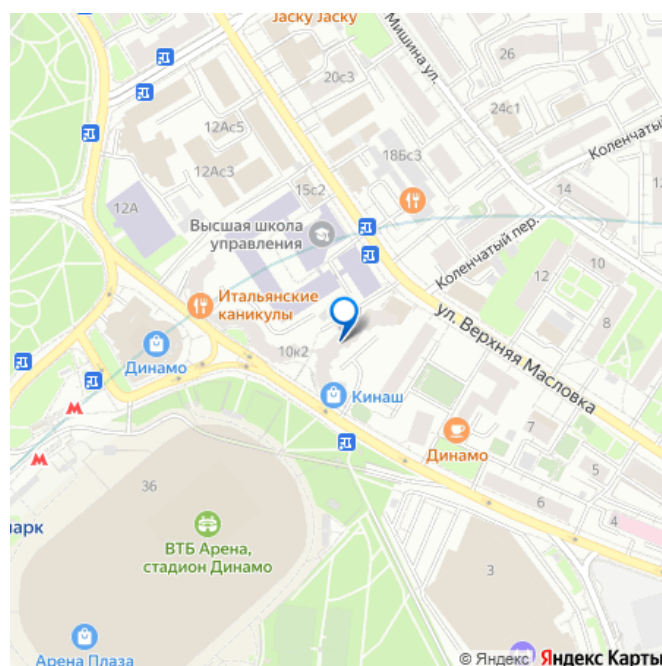 Jacky Jacky
Мишина ул.
26
20с3
24с1
12Ас5
Коленчатый
18Бс3
12Ас3
15с2
14
12А
Высшая школа
управления
Коленчатый пер.
10
12
Итальянские
каникулы
8
ул. Верхняя Масловка
10к2
Динамо
Кинаш
7
Динамо
5
36
6
4
парк
ВТБ Арена,
стадион Динамо
3
Арена Плаза
© Яндекс Яндекс Карты